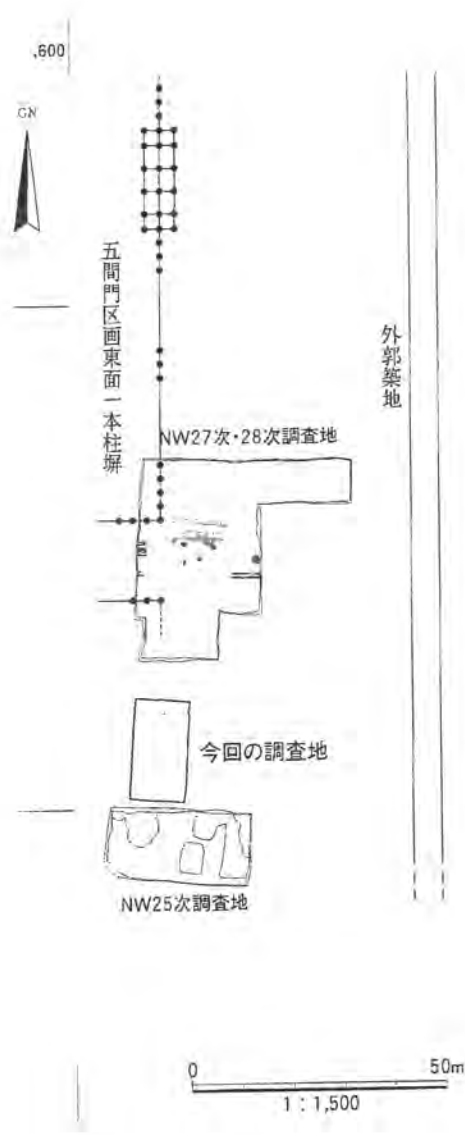 ,600
GN
五間門区画東面一本柱塀
外郭築地
NW27次・28次調査地
今回の調査地
NW25次調査地
0 50m
1:1,500